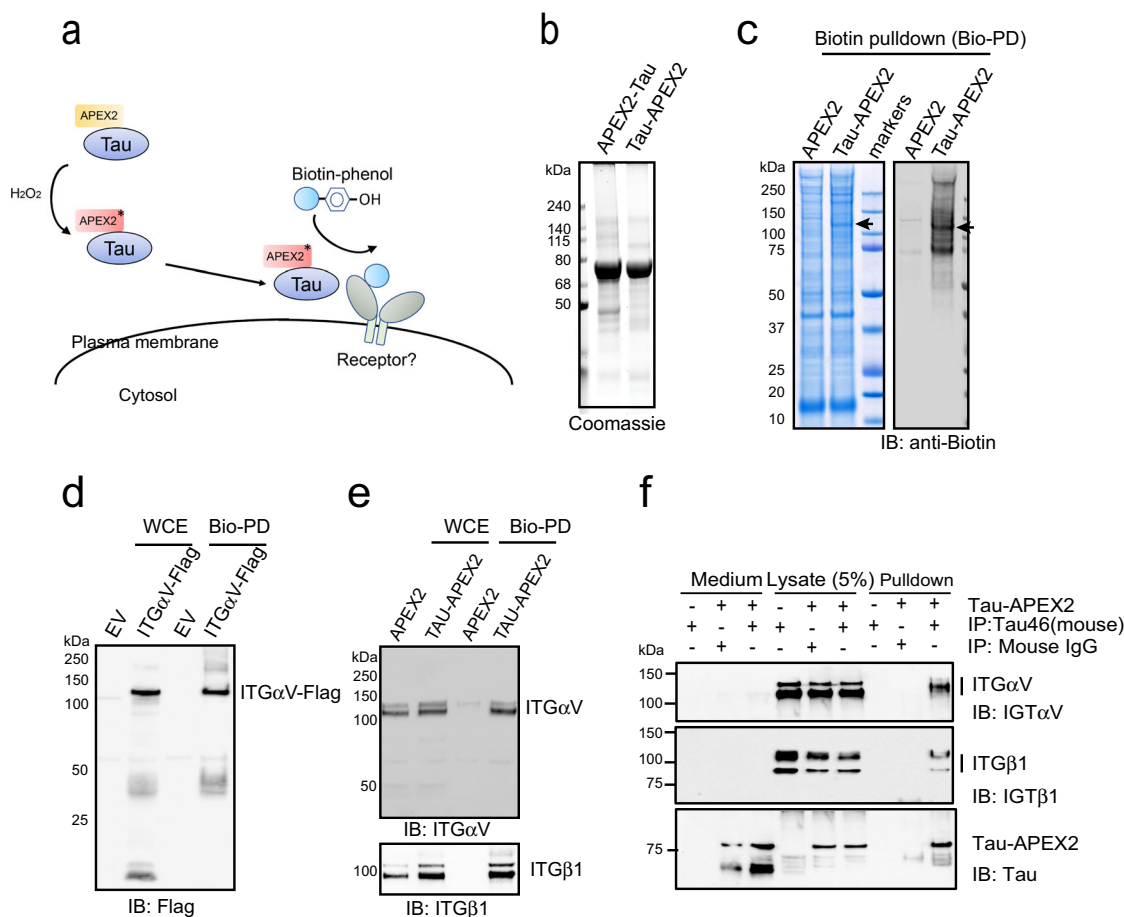 a
APEX2
Tau
H₂O₂
APEX2*
Tau
Biotin-phenol
OH
APEX2*
Tau
Plasma membrane
Receptor?
Cytosol
b
APEX2-Tau
Tau-APEX2
kDa
240
140
115
80
68
50
Coomassie
c
Biotin pulldown (Bio-PD)
APEX2
Tau-APEX2
markers
APEX2
Tau-APEX2
kDa
250
150
100
75
50
37
25
20
10
IB: anti-Biotin
d
WCE Bio-PD
EV
ITGαV-Flag
EV
ITGαV-Flag
kDa
250
150
100
50
25
ITGαV-Flag
IB: Flag
e
WCE Bio-PD
APEX2
TAU-APEX2
APEX2
TAU-APEX2
kDa
250
150
100
50
ITGαV
IB: ITGαV
100
ITGβ1
IB: ITGβ1
f
Medium Lysate (5%) Pulldown
- + + - + + - + + Tau-APEX2
+ - + + - + + - + IP:Tau46(mouse)
- + - - + - - + - IP: Mouse IgG
kDa
150
100
ITGαV
IB: IGTαV
150
100
75
ITGβ1
IB: IGTβ1
75
Tau-APEX2
IB: Tau